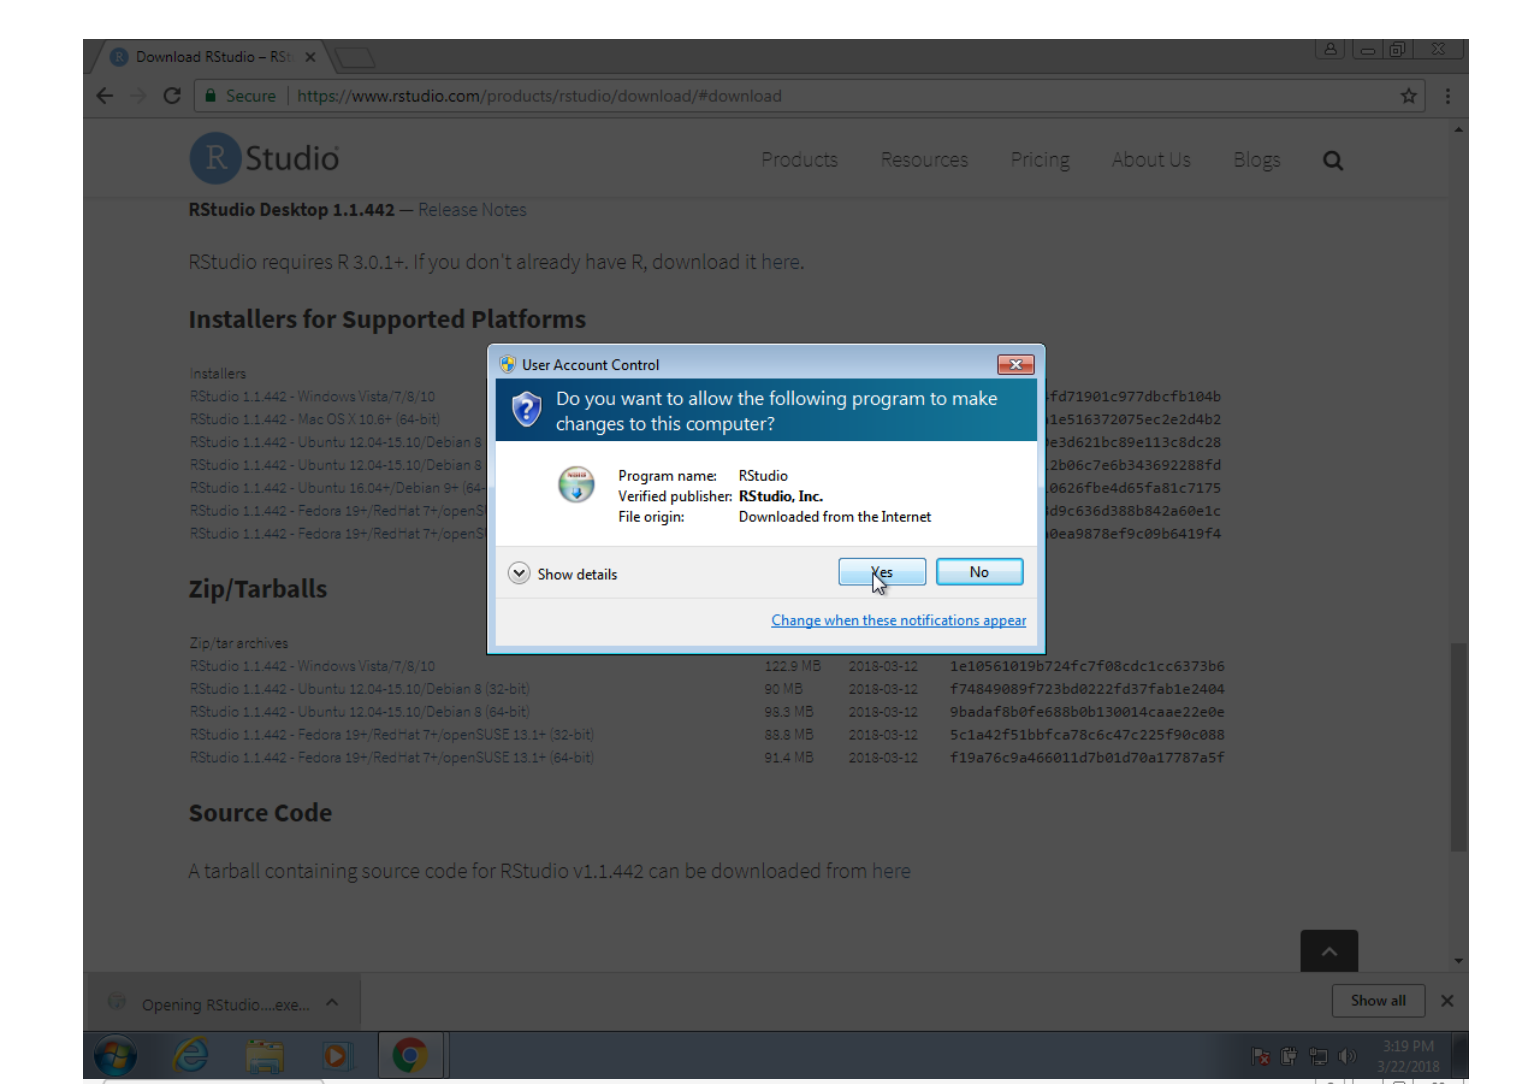 Download RStudio – RSt
Secure | https://www.rstudio.com/products/rstudio/download/#download
R Studio
Products Resources Pricing About Us Blogs
RStudio Desktop 1.1.442 — Release Notes
RStudio requires R 3.0.1+. If you don't already have R, download it here.
Installers for Supported Platforms
Installers
RStudio 1.1.442 - Windows Vista/7/8/10
fd71901c977dbcfb104b
RStudio 1.1.442 - Mac OS X 10.6+ (64-bit)
1e516372075ec2e2d4b2
RStudio 1.1.442 - Ubuntu 12.04-15.10/Debian 8
e3d621bc89e113c8dc28
RStudio 1.1.442 - Ubuntu 12.04-15.10/Debian 8
2b06c7e6b343692288fd
RStudio 1.1.442 - Ubuntu 16.04+/Debian 9+ (64-
0626fbe4d65fa81c7175
RStudio 1.1.442 - Fedora 19+/RedHat 7+/openS
d9c636d388b842a60e1c
RStudio 1.1.442 - Fedora 19+/RedHat 7+/openS
0ea9878ef9c09b6419f4
User Account Control
Do you want to allow the following program to make
changes to this computer?
Program name: RStudio
Verified publisher: RStudio, Inc.
File origin: Downloaded from the Internet
Show details
Yes No
Change when these notifications appear
Zip/Tarballs
Zip/tar archives
RStudio 1.1.442 - Windows Vista/7/8/10 122.9 MB 2018-03-12 1e10561019b724fc7f08cdc1cc6373b6
RStudio 1.1.442 - Ubuntu 12.04-15.10/Debian 8 (32-bit) 90 MB 2018-03-12 f74849089f723bd0222fd37fab1e2404
RStudio 1.1.442 - Ubuntu 12.04-15.10/Debian 8 (64-bit) 98.3 MB 2018-03-12 9badaf8b0fe688b0b130014caae22e0e
RStudio 1.1.442 - Fedora 19+/RedHat 7+/openSUSE 13.1+ (32-bit) 88.8 MB 2018-03-12 5c1a42f51bbfca78c6c47c225f90c088
RStudio 1.1.442 - Fedora 19+/RedHat 7+/openSUSE 13.1+ (64-bit) 91.4 MB 2018-03-12 f19a76c9a466011d7b01d70a17787a5f
Source Code
A tarball containing source code for RStudio v1.1.442 can be downloaded from here
Opening RStudio....exe...
Show all
3:19 PM
3/22/2018